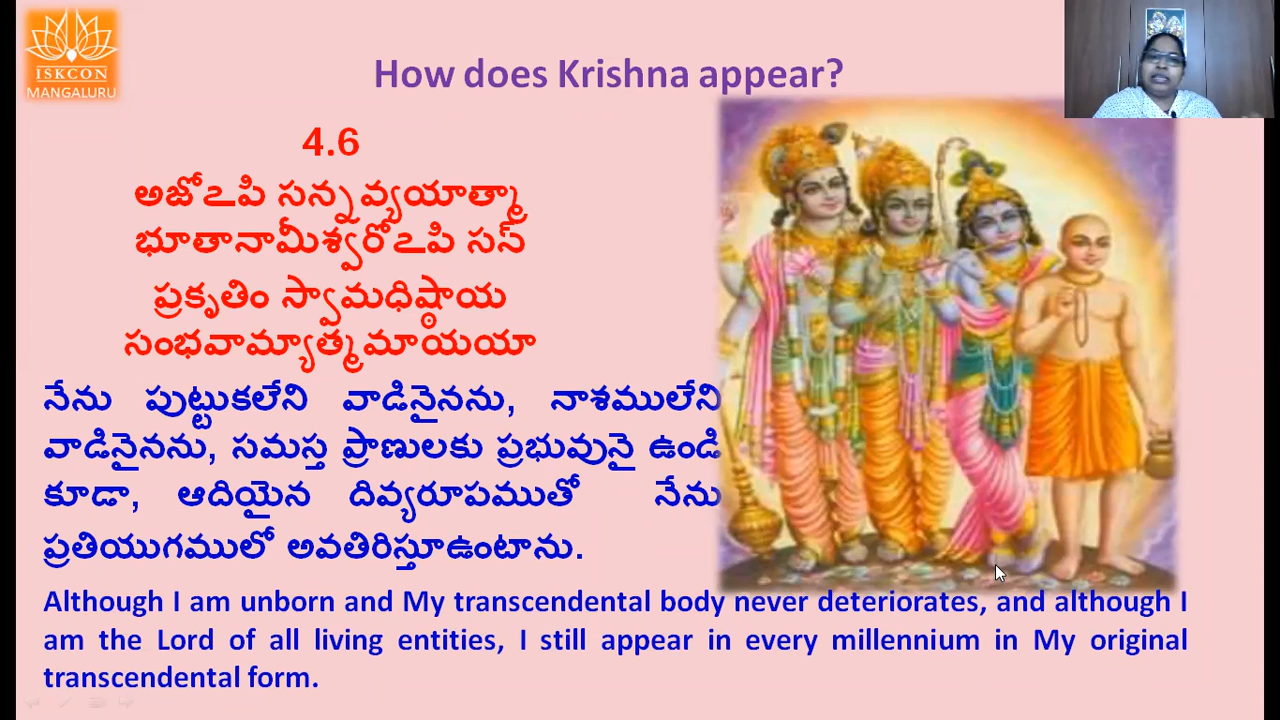 ISKCON
MANGALURU
How does Krishna appear?
4.6
అజోఽపి సన్నవ్యయాత్మా
భూతానామీశ్వరోఽపి సన్
ప్రకృతిం స్వామధిష్ఠాయ
సంభవామ్యాత్మమాయయా
నేను పుట్టుకలేని వాడినైనను, నాశములేని
వాడినైనను, సమస్త ప్రాణులకు ప్రభువునై ఉండి
కూడా, ఆదియైన దివ్యరూపముతో నేను
ప్రతియుగములో అవతిరిస్తూఉంటాను.
Although I am unborn and My transcendental body never deteriorates, and although I
am the Lord of all living entities, I still appear in every millennium in My original
transcendental form.